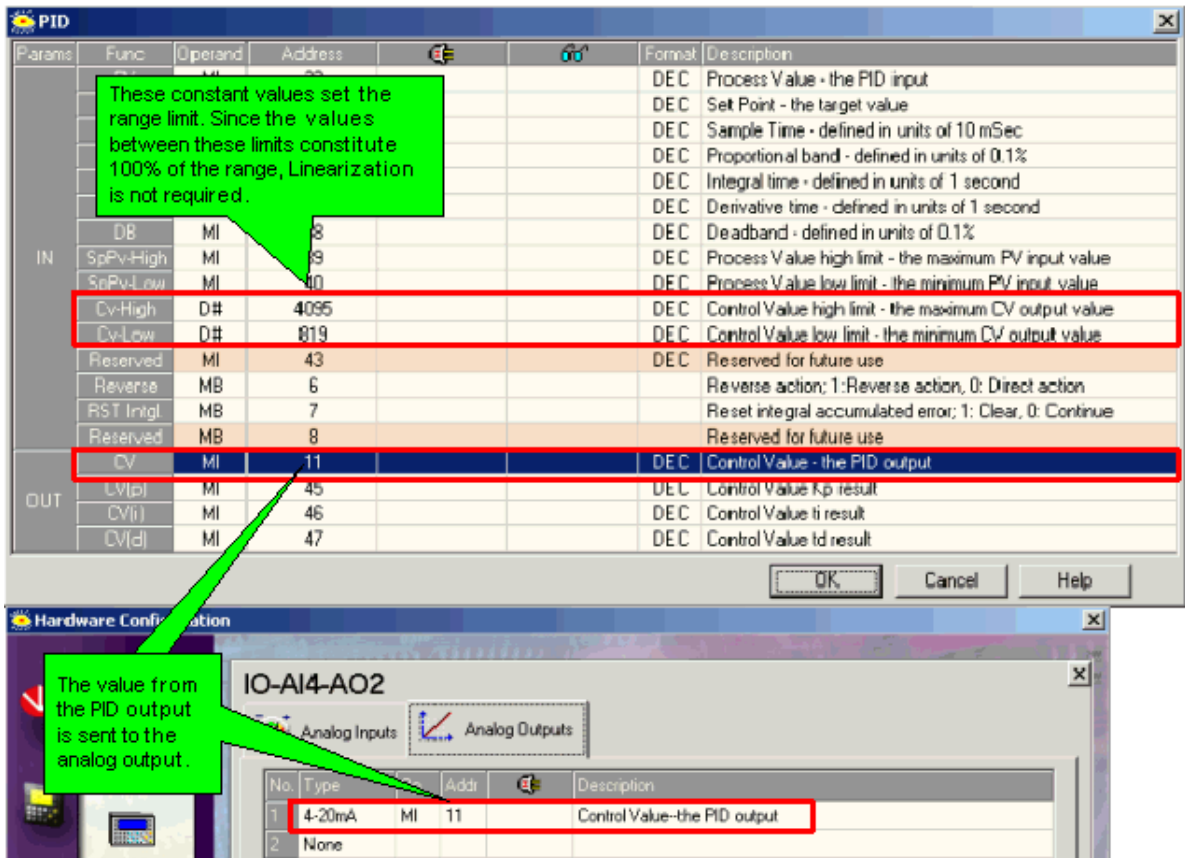 PID
Params Func Operand Address Format Description
DEC Process Value - the PID input
These constant values set the
range limit. Since the values
between these limits constitute
100% of the range, Linearization
is not required.
DEC Set Point - the target value
DEC Sample Time - defined in units of 10 mSec
DEC Proportional band - defined in units of 0.1%
DEC Integral time - defined in units of 1 second
DEC Derivative time - defined in units of 1 second
DB MI DEC Deadband - defined in units of 0.1%
IN
SpPv-High MI DEC Process Value high limit - the maximum PV input value
SpPv-Low MI 40 DEC Process Value low limit - the minimum PV input value
Cv-High D# 4095 DEC Control Value high limit - the maximum CV output value
Cv-Low D# 819 DEC Control Value low limit - the minimum CV output value
Reserved MI 43 DEC Reserved for future use
Reverse MB 6 Reverse action; 1:Reverse action, 0: Direct action
RST Intgl. MB 7 Reset integral accumulated error; 1: Clear, 0: Continue
Reserved MB 8 Reserved for future use
OUT
CV MI 11 DEC Control Value - the PID output
CV(p) MI 45 DEC Control Value Kp result
CV(i) MI 46 DEC Control Value ti result
CV(d) MI 47 DEC Control Value td result
OK Cancel Help
Hardware
The value from
the PID output
is sent to the
analog output.
IO-AI4-AO2
Analog Inputs Analog Outputs
No. Type Addr Description
1 4-20mA MI 11 Control Value--the PID output
2 None